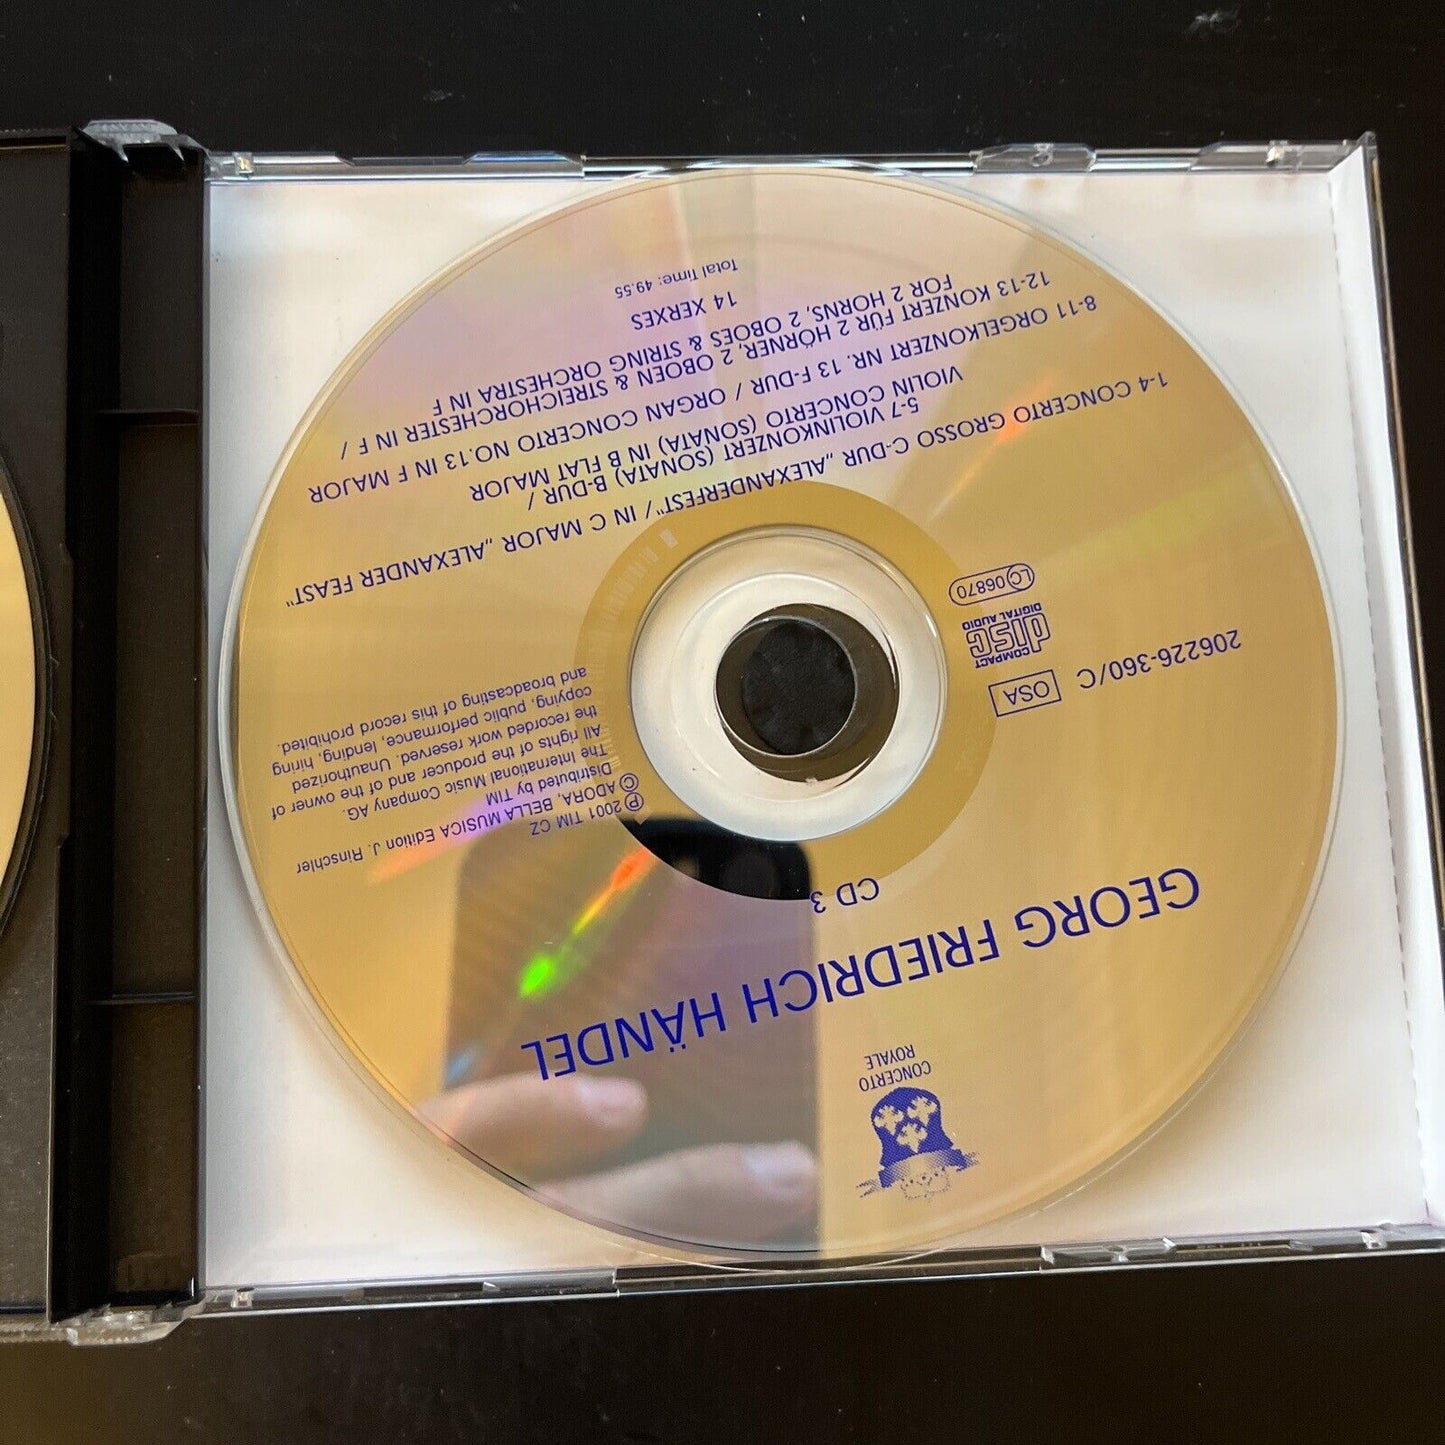 CONCERTO
ROYALE
GEORG FRIEDRICH HÄNDEL
CD 3
206226-360/C
OSA
COMPACT
disc
DIGITAL AUDIO
LC 06870
℗ 2001 TIM CZ
© ADORA, BELLA MUSICA Edition J. Rinschler
Distributed by TIM
The International Music Company AG.
All rights of the producer and of the owner of
the recorded work reserved. Unauthorized
copying, public performance, lending, hiring,
and broadcasting of this record prohibited.
1-4 CONCERTO GROSSO C-DUR „ALEXANDERFEST“ / IN C MAJOR „ALEXANDER FEAST“
5-7 VIOLINKONZERT (SONATA) B-DUR /
VIOLIN CONCERTO (SONATA) IN B FLAT MAJOR
8-11 ORGELKONZERT NR. 13 F-DUR / ORGAN CONCERTO NO.13 IN F MAJOR
12-13 KONZERT FÜR 2 HÖRNER, 2 OBOEN & STREICHORCHESTER IN F /
FOR 2 HORNS, 2 OBOES & STRING ORCHESTRA IN F
14 XERXES
Total Time: 49.55